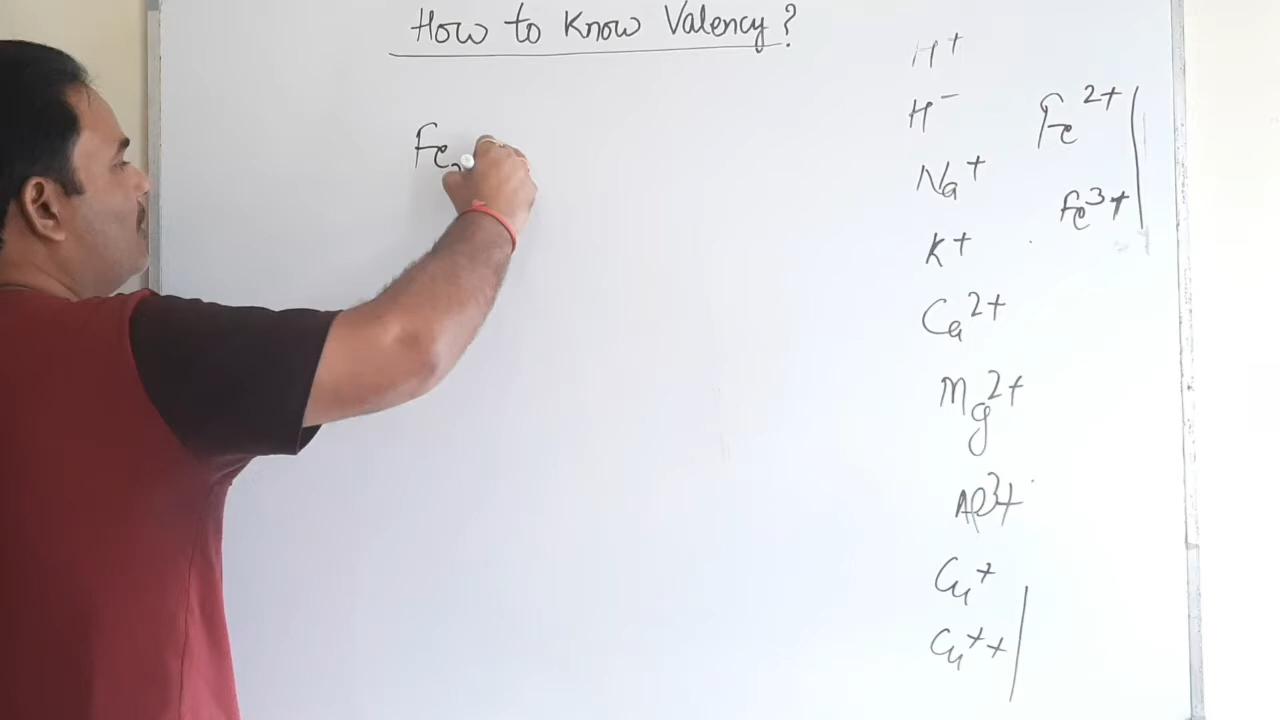 How to Know Valency?
H⁺
H⁻
Fe²⁺
Na⁺
Fe³⁺
K⁺
Ca²⁺
Mg²⁺
Al³⁺
Cu⁺
Cu⁺⁺
Fe